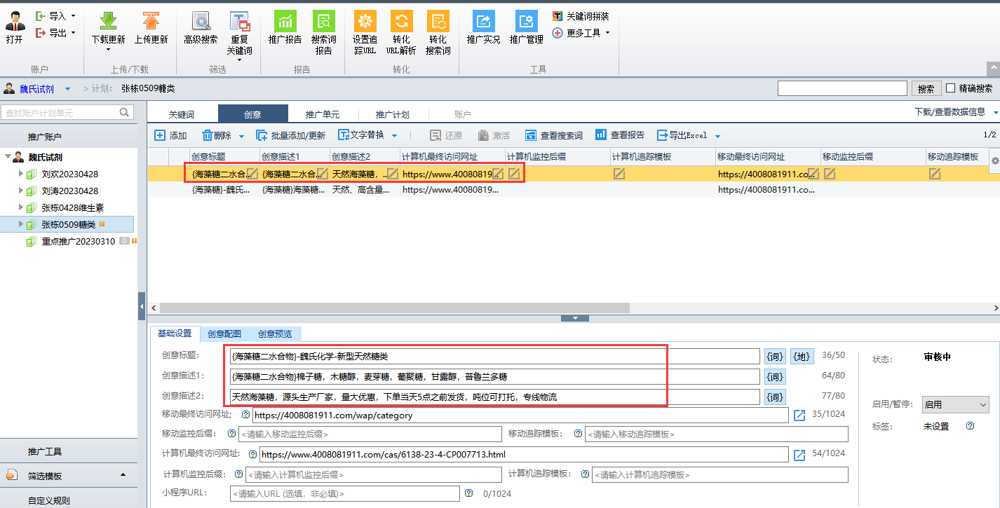 打开
导入
导出
账户
下载更新
上传更新
上传/下载
高级搜索
重复
关键词
筛选
推广报告
搜索词
报告
报告
设置追
踪URL
转化
URL解析
转化
搜索词
转化
推广实况
推广管理
关键词拼装
更多工具
工具
魏氏试剂 > 计划: 张栋0509糖类
搜索 精确搜索
查找账户计划单元
推广账户
魏氏试剂
刘欢20230428
刘涛20230428
张栋0428维生素
张栋0509糖类
重点推广20230310 0
推广工具
筛选模板
自定义规则
关键词 创意 推广单元 推广计划 账户 下载/查看数据信息
添加 删除 批量添加/更新 文字替换 还原 激活 查看搜索词 查看报告 导出Excel 1/2
创意标题 创意描述1 创意描述2 计算机最终访问网址 计算机监控后缀 计算机追踪模板 移动最终访问网址 移动监控后缀 移动追踪模板
{海藻糖二水合... {海藻糖二水合... 天然海藻糖，... https://www.40080819... https://4008081911.co...
{海藻糖}-魏氏... {海藻糖}海藻糖... 天然、高含量... https://www.40080819... https://4008081911.co...
基础设置 创意配图 创意预览
创意标题: {海藻糖二水合物}-魏氏化学-新型天然糖类 {词} {地} 36/50
创意描述1: {海藻糖二水合物}棉子糖，木糖醇，麦芽糖，葡聚糖，甘露醇，普鲁兰多糖 {词} 64/80
创意描述2: 天然海藻糖，源头生产厂家，量大优惠，下单当天5点之前发货，吨位可打托，专线物流 {词} 77/80
移动最终访问网址; https://4008081911.com/wap/category 35/1024
移动监控后缀: <请输入移动监控后缀> 移动追踪模板: <请输入移动追踪模板>
计算机最终访问网址: https://www.4008081911.com/cas/6138-23-4-CP007713.html 54/1024
计算机监控后缀: <请输入计算机监控后缀> 计算机追踪模板: <请输入计算机追踪模板>
小程序URL: <请输入URL (选填，非必填)> 0/1024
状态: 审核中
启用/暂停: 启用
标签: 未设置